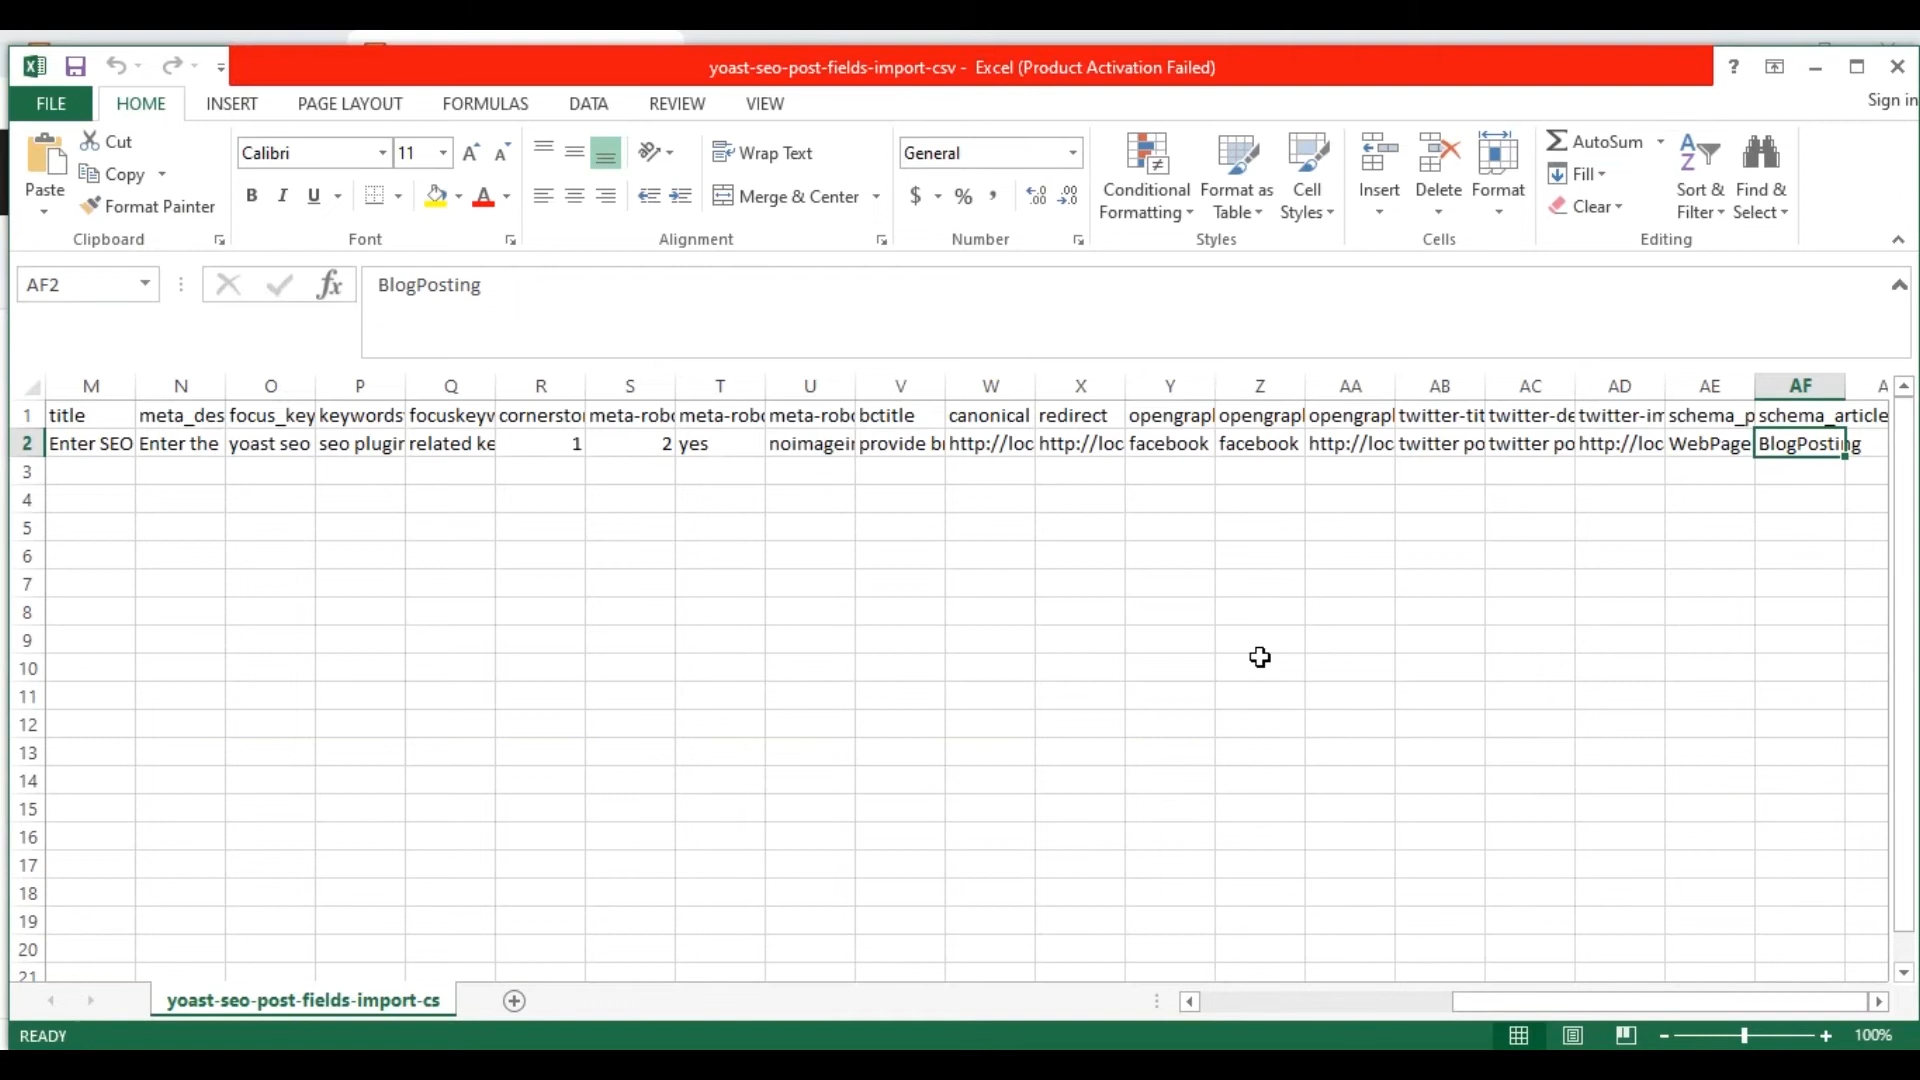 yoast-seo-post-fields-import-csv - Excel (Product Activation Failed)
?
FILE HOME INSERT PAGE LAYOUT FORMULAS DATA REVIEW VIEW Sign in
Cut
Copy
Format Painter
Paste
Clipboard
Calibri 11
B I U
Font
Wrap Text
Merge & Center
Alignment
General
$ % ,
Number
Conditional Formatting
Format as Table
Cell Styles
Styles
Insert Delete Format
Cells
AutoSum
Fill
Clear
Sort & Filter
Find & Select
Editing
AF2 fx BlogPosting
M N O P Q R S T U V W X Y Z AA AB AC AD AE AF A
1 title meta_des focus_key keywords focuskeyw cornersto meta-robo meta-robo meta-robo bctitle canonical redirect opengrapl opengrapl opengrapl twitter-tit twitter-de twitter-im schema_p schema_article
2 Enter SEO Enter the yoast seo seo plugin related ke 1 2 yes noimagein provide br http://loc http://loc facebook facebook http://loc twitter po twitter po http://loc WebPage BlogPosting
3
4
5
6
7
8
9
10
11
12
13
14
15
16
17
18
19
20
21
yoast-seo-post-fields-import-cs
READY 100%